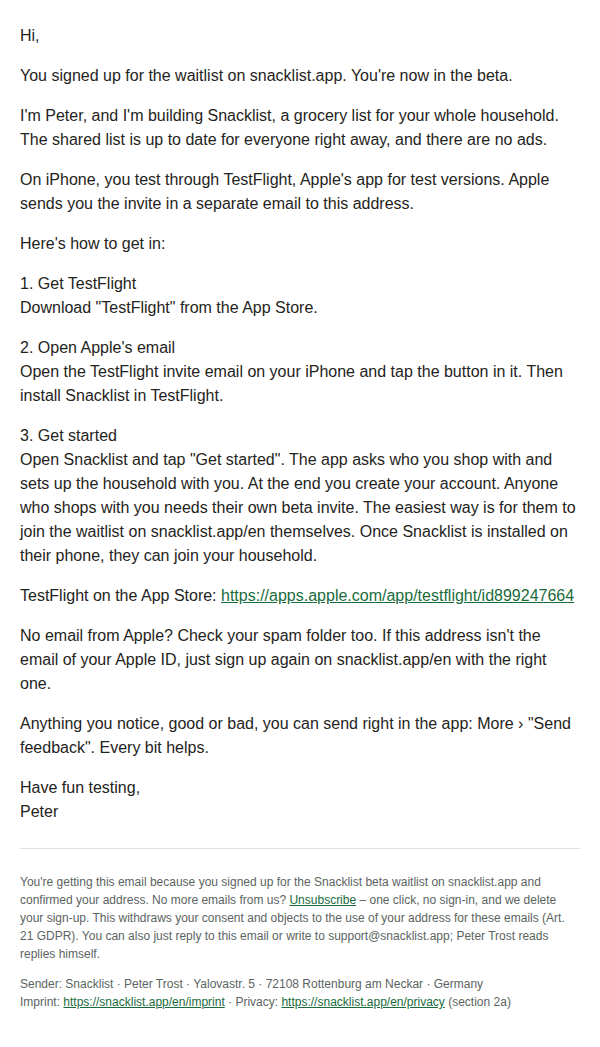 Hi,
You signed up for the waitlist on snacklist.app. You're now in the beta.
I'm Peter, and I'm building Snacklist, a grocery list for your whole household.
The shared list is up to date for everyone right away, and there are no ads.
On iPhone, you test through TestFlight, Apple's app for test versions. Apple
sends you the invite in a separate email to this address.
Here's how to get in:
1. Get TestFlight
Download "TestFlight" from the App Store.
2. Open Apple's email
Open the TestFlight invite email on your iPhone and tap the button in it. Then
install Snacklist in TestFlight.
3. Get started
Open Snacklist and tap "Get started". The app asks who you shop with and
sets up the household with you. At the end you create your account. Anyone
who shops with you needs their own beta invite. The easiest way is for them to
join the waitlist on snacklist.app/en themselves. Once Snacklist is installed on
their phone, they can join your household.
TestFlight on the App Store: https://apps.apple.com/app/testflight/id899247664
No email from Apple? Check your spam folder too. If this address isn't the
email of your Apple ID, just sign up again on snacklist.app/en with the right
one.
Anything you notice, good or bad, you can send right in the app: More › "Send
feedback". Every bit helps.
Have fun testing,
Peter
You're getting this email because you signed up for the Snacklist beta waitlist on snacklist.app and
confirmed your address. No more emails from us? Unsubscribe – one click, no sign-in, and we delete
your sign-up. This withdraws your consent and objects to the use of your address for these emails (Art.
21 GDPR). You can also just reply to this email or write to support@snacklist.app; Peter Trost reads
replies himself.
Sender: Snacklist · Peter Trost · Yalovastr. 5 · 72108 Rottenburg am Neckar · Germany
Imprint: https://snacklist.app/en/imprint · Privacy: https://snacklist.app/en/privacy (section 2a)